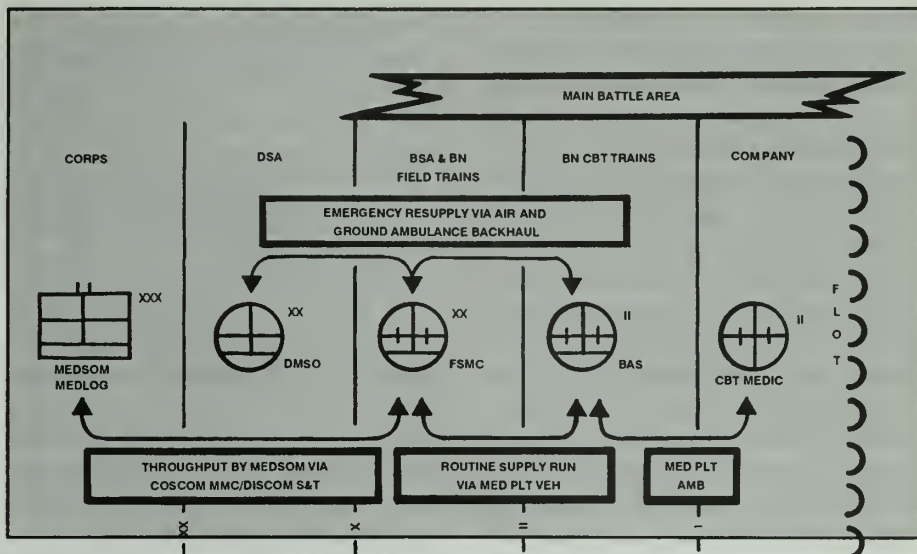 MAIN BATTLE AREA
CORPS
DSA
BSA & BN
FIELD TRAINS
BN CBT TRAINS
COMPANY
EMERGENCY RESUPPLY VIA AIR AND
GROUND AMBULANCE BACKHAUL
XXX
MEDSOM
MEDLOG
XX
DMSO
XX
FSMC
II
BAS
II
CBT MEDIC
F
L
O
T
THROUGHPUT BY MEDSOM VIA
COSCOM MMC/DISCOM S&T
ROUTINE SUPPLY RUN
VIA MED PLT VEH
MED PLT
AMB
XX
X
II
I